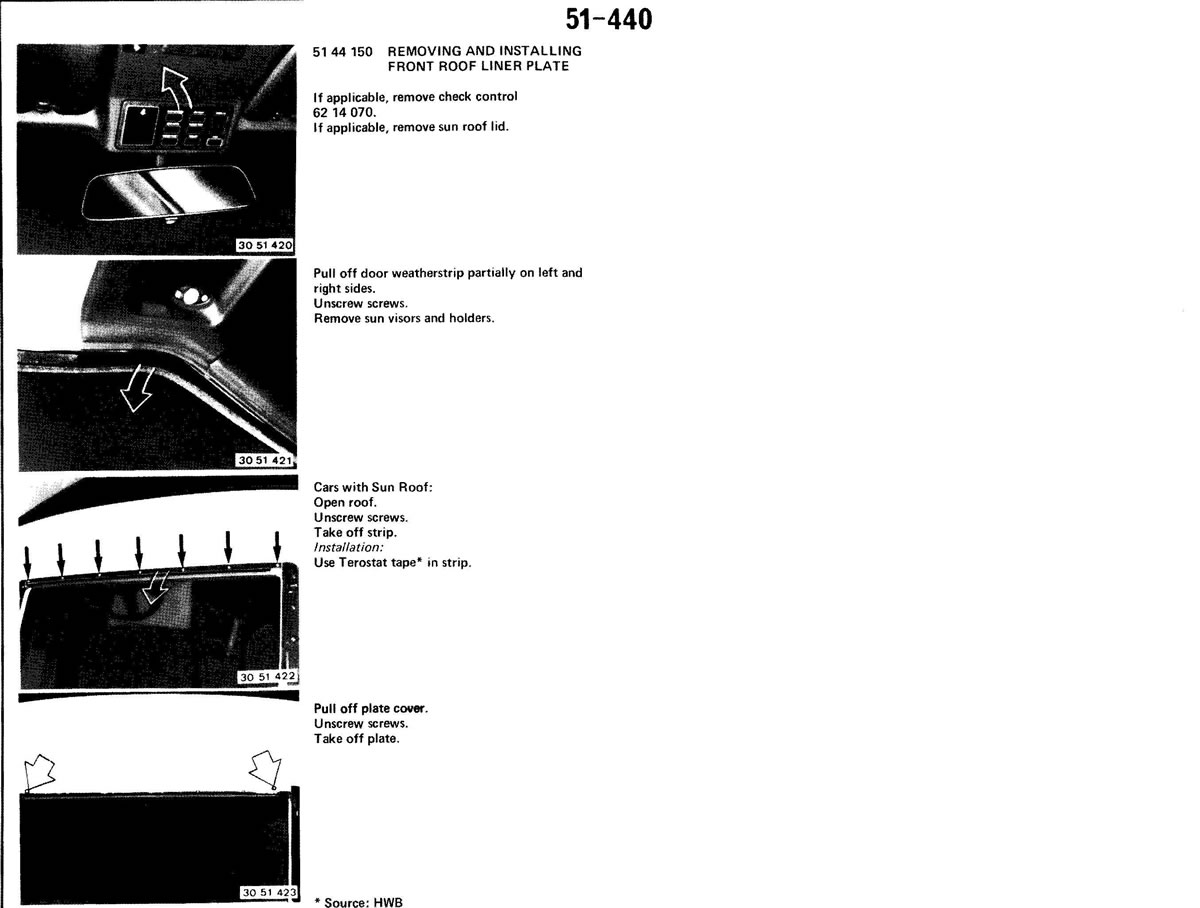 51-440
51 44 150 REMOVING AND INSTALLING
FRONT ROOF LINER PLATE
If applicable, remove check control
62 14 070.
If applicable, remove sun roof lid.
30 51 420
Pull off door weatherstrip partially on left and
right sides.
Unscrew screws.
Remove sun visors and holders.
30 51 421
Cars with Sun Roof:
Open roof.
Unscrew screws.
Take off strip.
Installation:
Use Terostat tape* in strip.
30 51 422
Pull off plate cover.
Unscrew screws.
Take off plate.
30 51 423
* Source: HWB